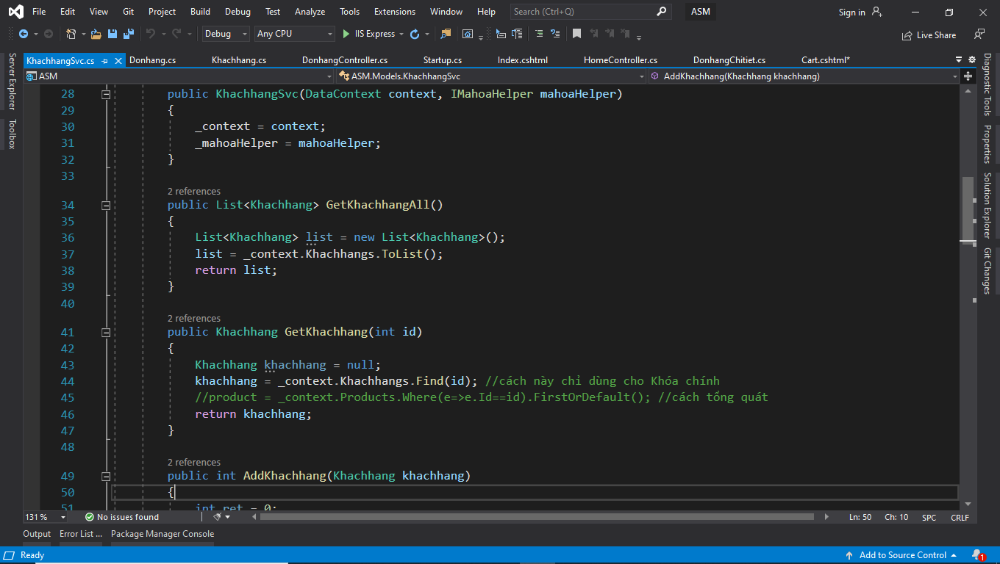 File Edit View Git Project Build Debug Test Analyze Tools Extensions Window Help Search (Ctrl+Q) ASM Sign in
Debug Any CPU IIS Express Live Share
KhachhangSvc.cs Donhang.cs Khachhang.cs DonhangController.cs Startup.cs Index.cshtml HomeController.cs DonhangChitiet.cs Cart.cshtml*
ASM ASM.Models.KhachhangSvc AddKhachhang(Khachhang khachhang)
Server Explorer
Toolbox
28 public KhachhangSvc(DataContext context, IMahoaHelper mahoaHelper)
29 {
30 _context = context;
31 _mahoaHelper = mahoaHelper;
32 }
33
2 references
34 public List<Khachhang> GetKhachhangAll()
35 {
36 List<Khachhang> list = new List<Khachhang>();
37 list = _context.Khachhangs.ToList();
38 return list;
39 }
40
2 references
41 public Khachhang GetKhachhang(int id)
42 {
43 Khachhang khachhang = null;
44 khachhang = _context.Khachhangs.Find(id); //cách này chỉ dùng cho Khóa chính
45 //product = _context.Products.Where(e=>e.Id==id).FirstOrDefault(); //cách tổng quát
46 return khachhang;
47 }
48
2 references
49 public int AddKhachhang(Khachhang khachhang)
50 {
51 int ret = 0;
Diagnostic Tools
Properties
Solution Explorer
Git Changes
131 % No issues found Ln: 50 Ch: 10 SPC CRLF
Output Error List ... Package Manager Console
Ready Add to Source Control 1